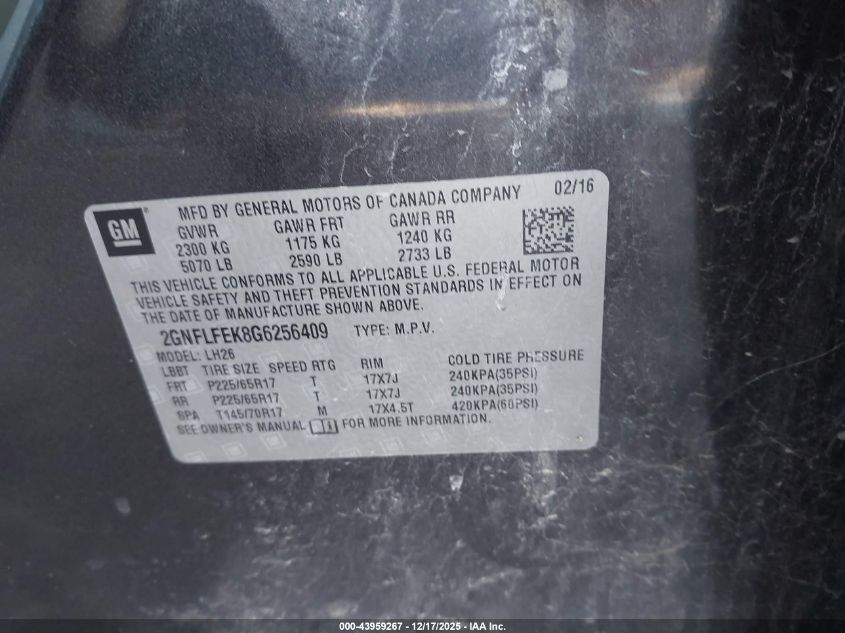 GM
MFD BY GENERAL MOTORS OF CANADA COMPANY 02/16
GVWR GAWR FRT GAWR RR
2300 KG 1175 KG 1240 KG
5070 LB 2590 LB 2733 LB
THIS VEHICLE CONFORMS TO ALL APPLICABLE U.S. FEDERAL MOTOR
VEHICLE SAFETY AND THEFT PREVENTION STANDARDS IN EFFECT ON
THE DATE OF MANUFACTURE SHOWN ABOVE.
2GNFLFEK8G6256409 TYPE: M.P.V.
MODEL: LH26
LBBT TIRE SIZE SPEED RTG RIM COLD TIRE PRESSURE
FRT P225/65R17 T 17X7J 240KPA(35PSI)
RR P225/65R17 T 17X7J 240KPA(35PSI)
SPA T145/70R17 M 17X4.5T 420KPA(60PSI)
SEE OWNER'S MANUAL FOR MORE INFORMATION.
000-43959267 - 12/17/2025 - IAA Inc.